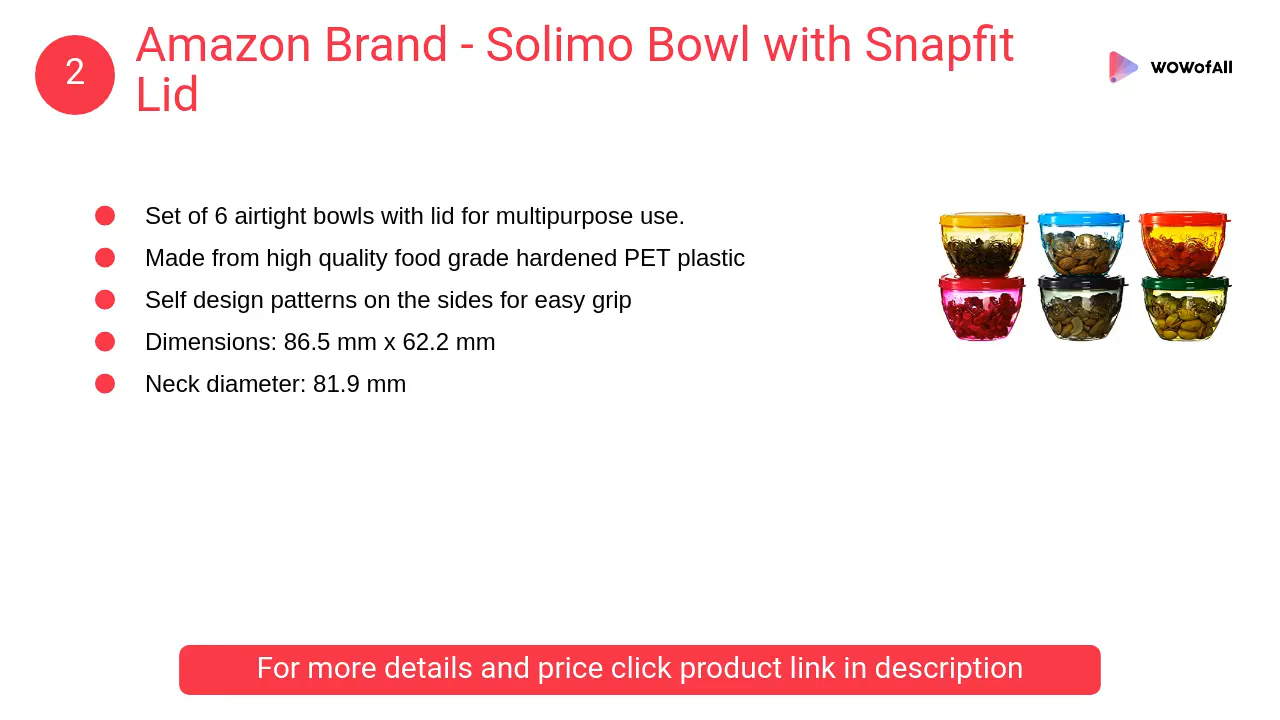 2
Amazon Brand - Solimo Bowl with Snapfit
Lid
WOWofAll
Set of 6 airtight bowls with lid for multipurpose use.
Made from high quality food grade hardened PET plastic
Self design patterns on the sides for easy grip
Dimensions: 86.5 mm x 62.2 mm
Neck diameter: 81.9 mm
For more details and price click product link in description